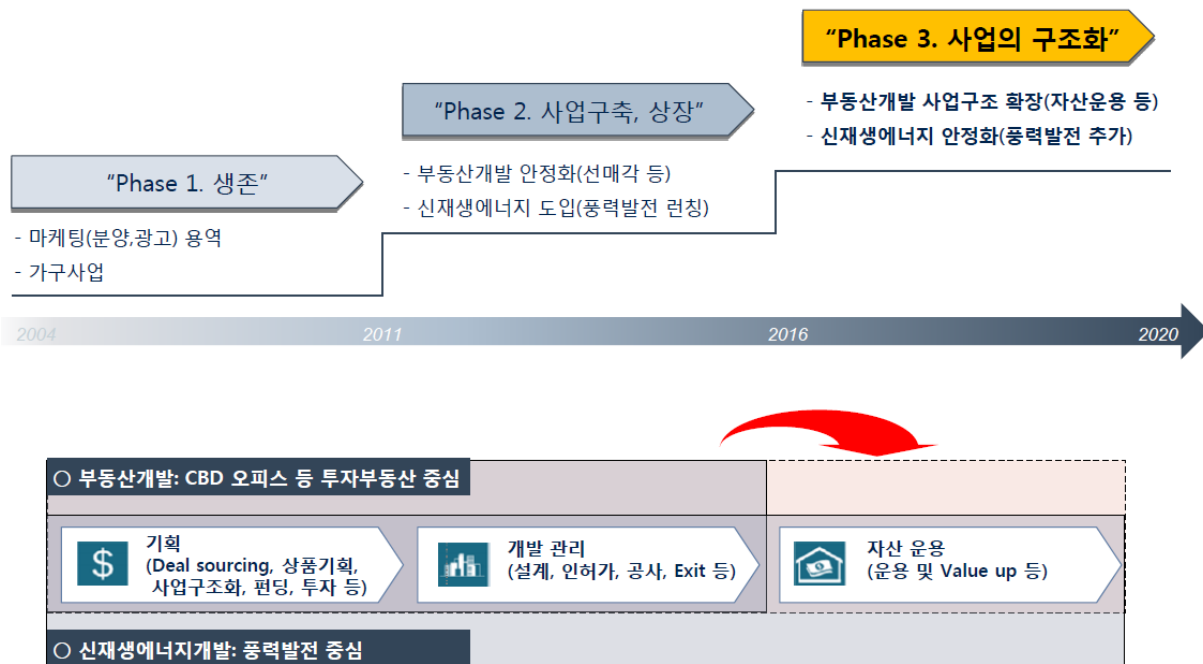 “Phase 3. 사업의 구조화”
- 부동산개발 사업구조 확장(자산운용 등)
- 신재생에너지 안정화(풍력발전 추가)
“Phase 2. 사업구축, 상장”
- 부동산개발 안정화(선매각 등)
- 신재생에너지 도입(풍력발전 런칭)
“Phase 1. 생존”
- 마케팅(분양,광고) 용역
- 가구사업
2004 2011 2016 2020
○ 부동산개발: CBD 오피스 등 투자부동산 중심
$
기획
(Deal sourcing, 상품기획,
사업구조화, 펀딩, 투자 등)
개발 관리
(설계, 인허가, 공사, Exit 등)
자산 운용
(운용 및 Value up 등)
○ 신재생에너지개발: 풍력발전 중심